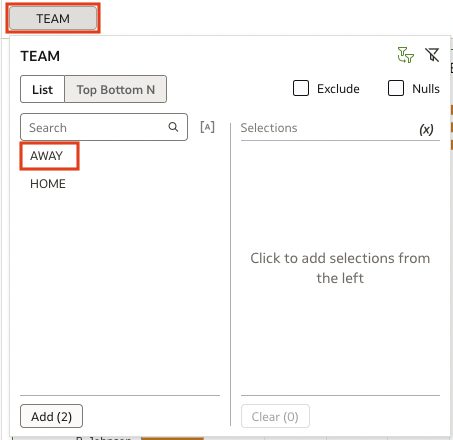 TEAM
TEAM
List Top Bottom N Exclude Nulls
Search [A] Selections (x)
AWAY
HOME
Click to add selections from
the left
Add (2) Clear (0)